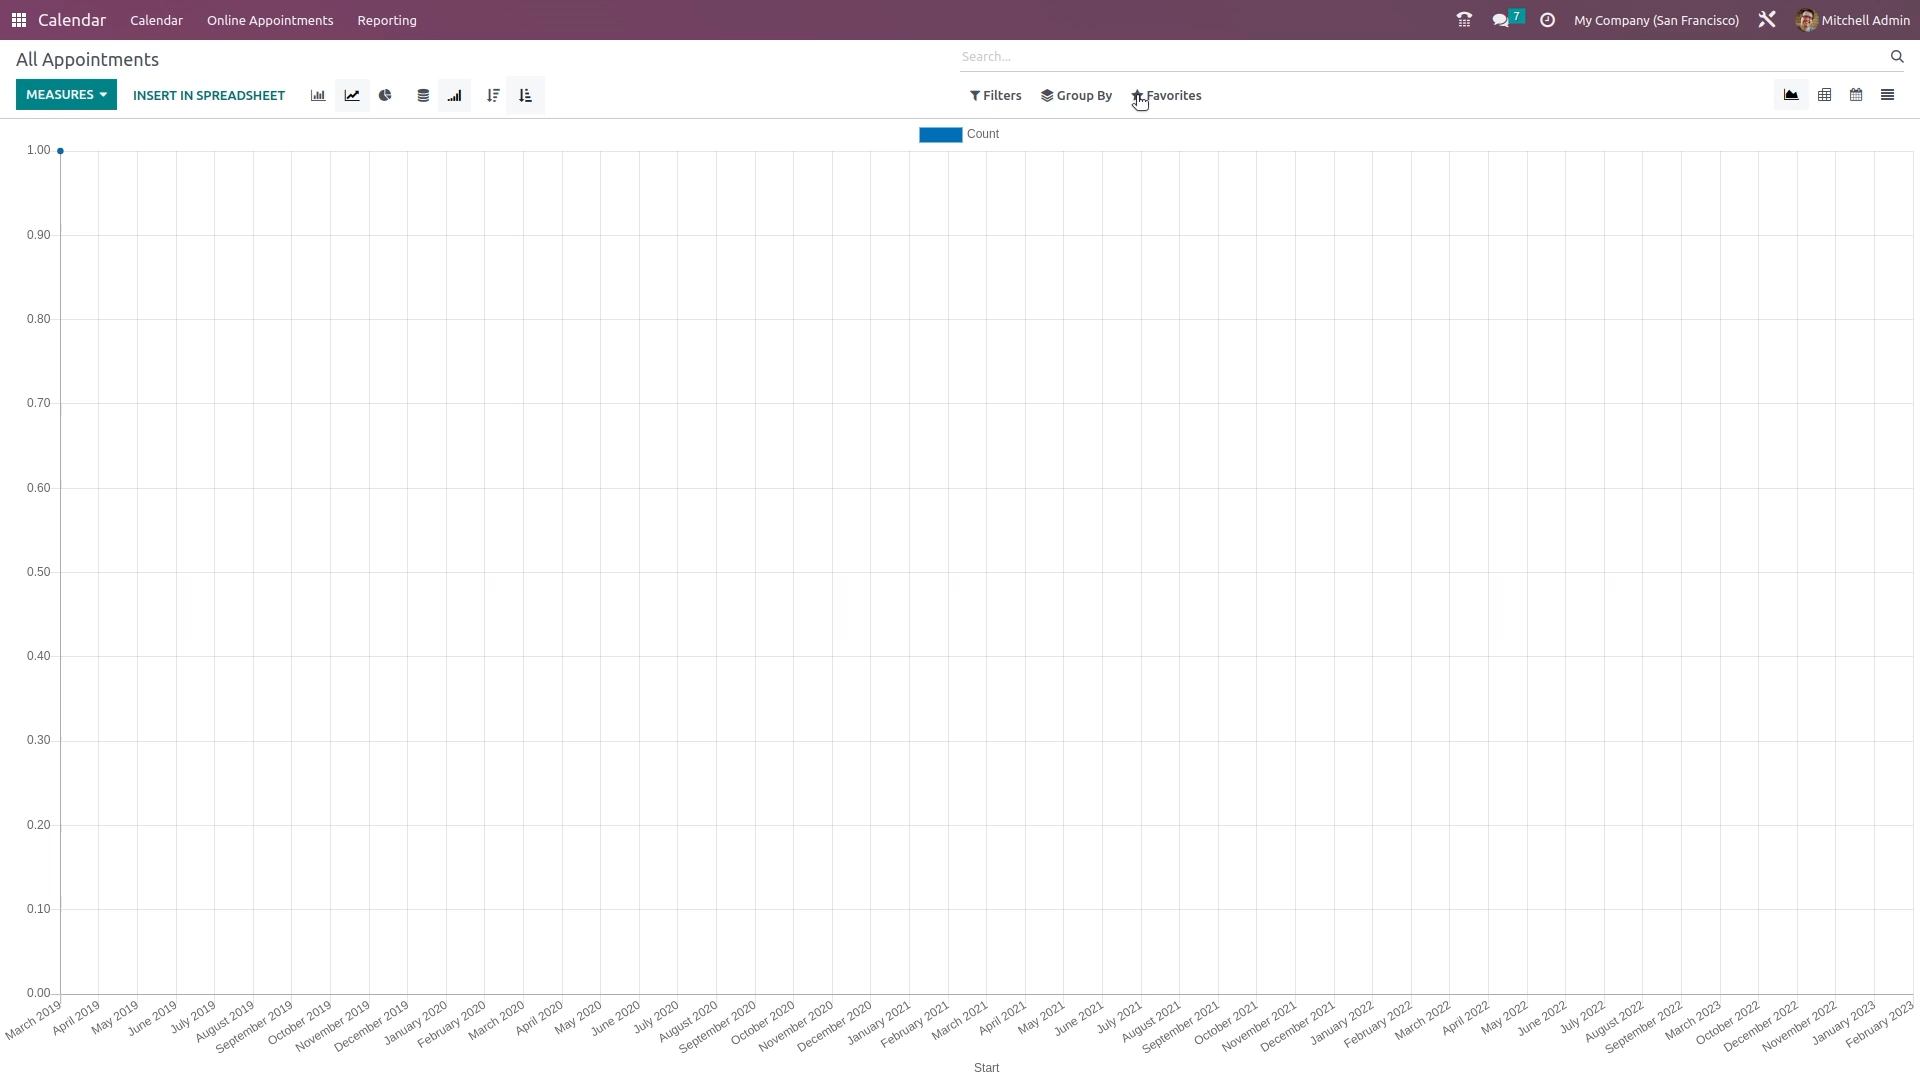 Calendar Calendar Online Appointments Reporting 7 My Company (San Francisco) Mitchell Admin
All Appointments Search...
MEASURES INSERT IN SPREADSHEET Filters Group By Favorites
Count
1.00
0.90
0.80
0.70
0.60
0.50
0.40
0.30
0.20
0.10
0.00
March 2019 April 2019 May 2019 June 2019 July 2019 August 2019 September 2019 October 2019 November 2019 December 2019 January 2020 February 2020 March 2020 April 2020 May 2020 June 2020 July 2020 August 2020 September 2020 October 2020 November 2020 December 2020 January 2021 February 2021 March 2021 April 2021 May 2021 June 2021 July 2021 August 2021 September 2021 October 2021 November 2021 December 2021 January 2022 February 2022 March 2022 April 2022 May 2022 June 2022 July 2022 August 2022 September 2022 March 2023 October 2022 December 2022 November 2022 January 2023 February 2023
Start